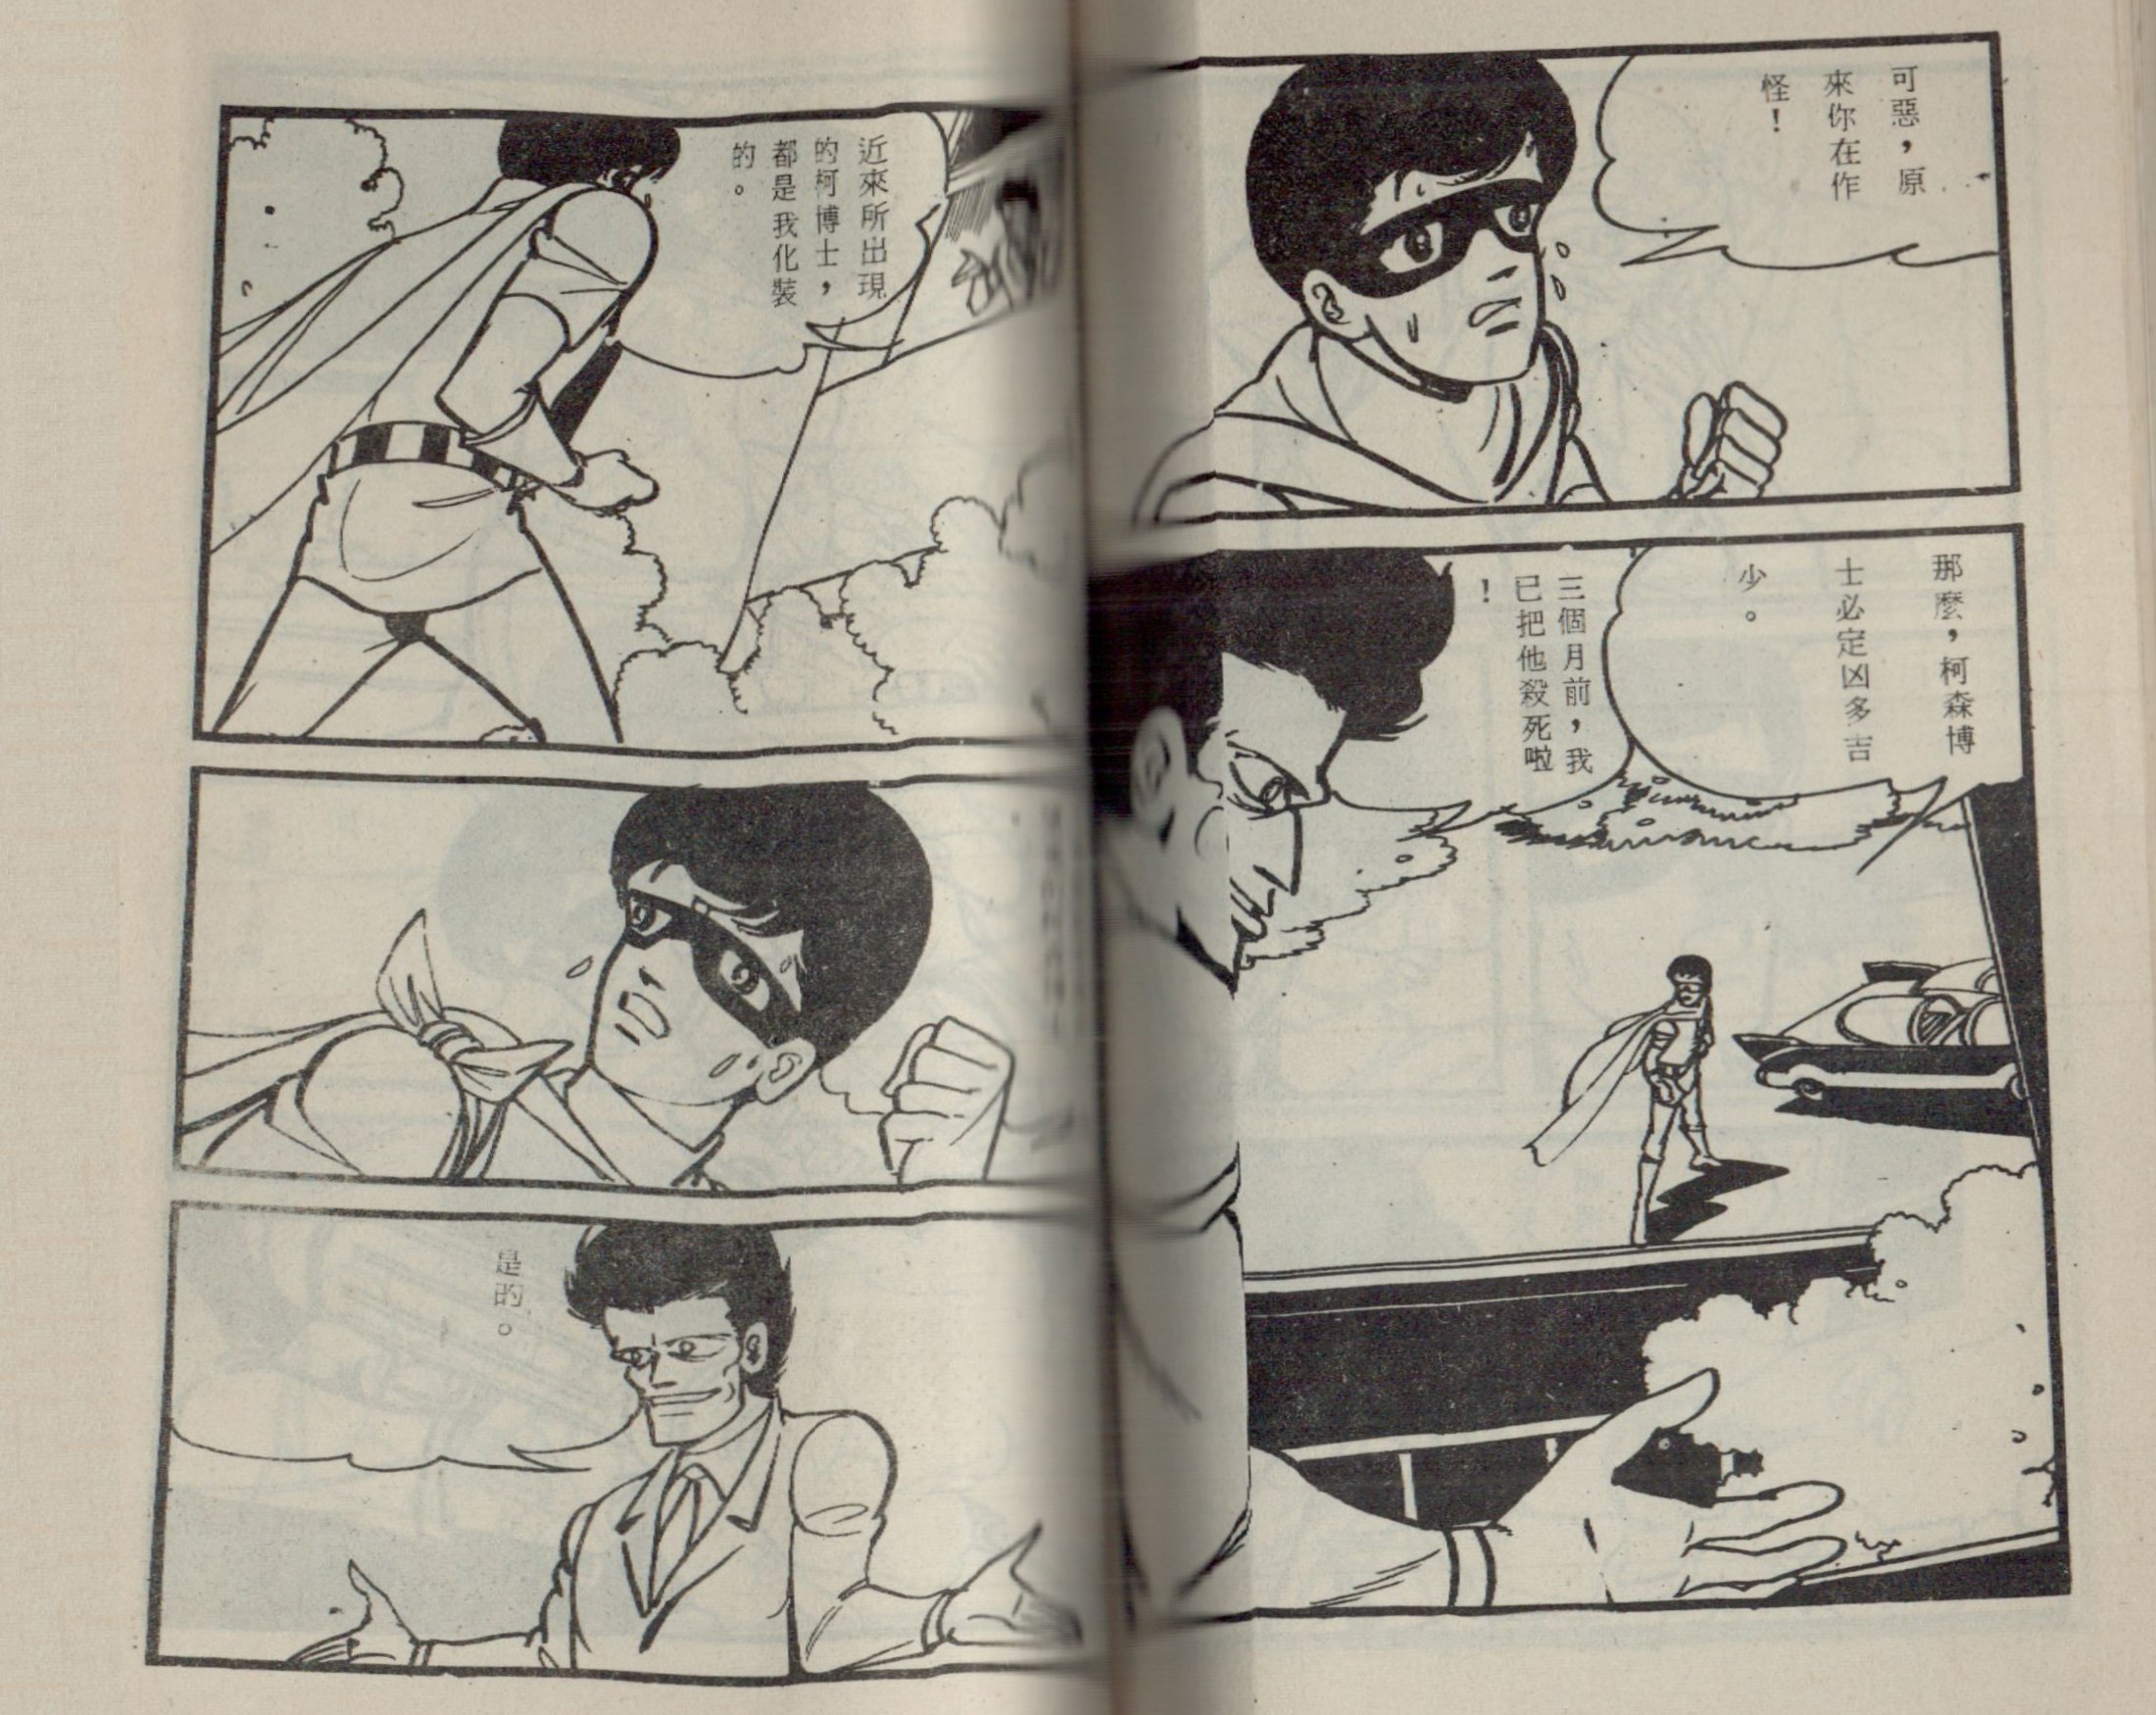 可惡，原
來你在作
怪！
那麼，柯森博
士必定凶多吉
少。
三個月前，我
已把他殺死啦
！
近來所出現
的柯博士，
都是我化裝
的。
是的。